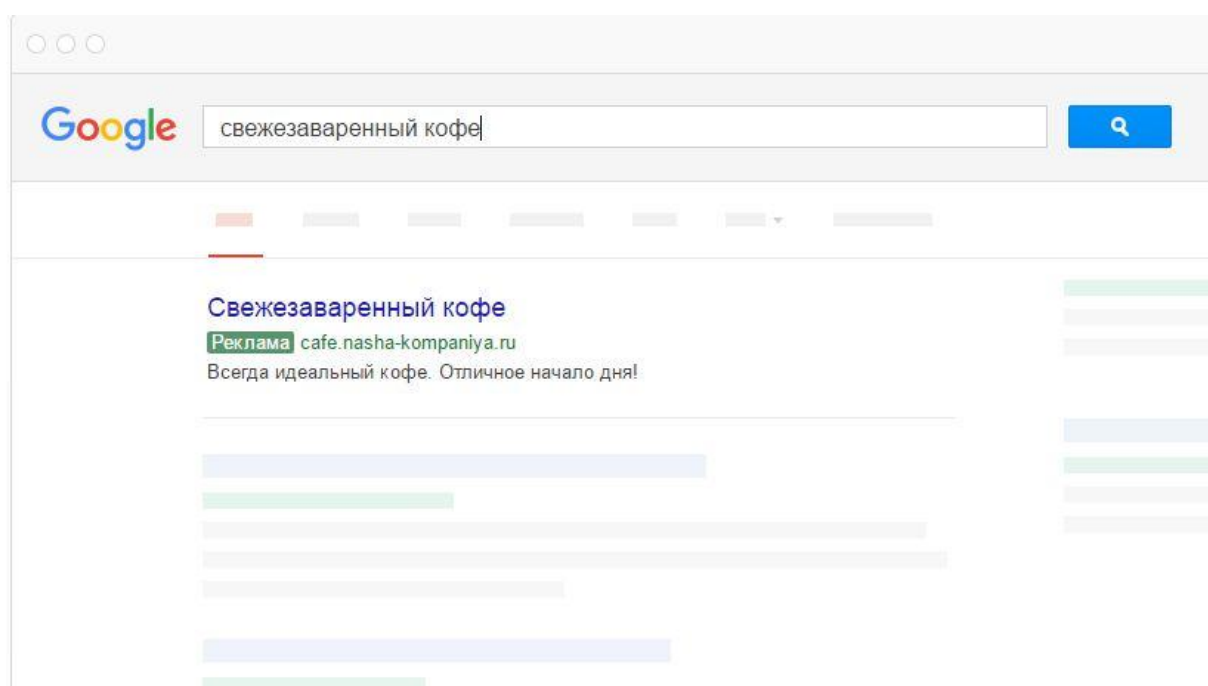 Google
свежезаваренный кофе
Свежезаваренный кофе
Реклама cafe.nasha-kompaniya.ru
Всегда идеальный кофе. Отличное начало дня!